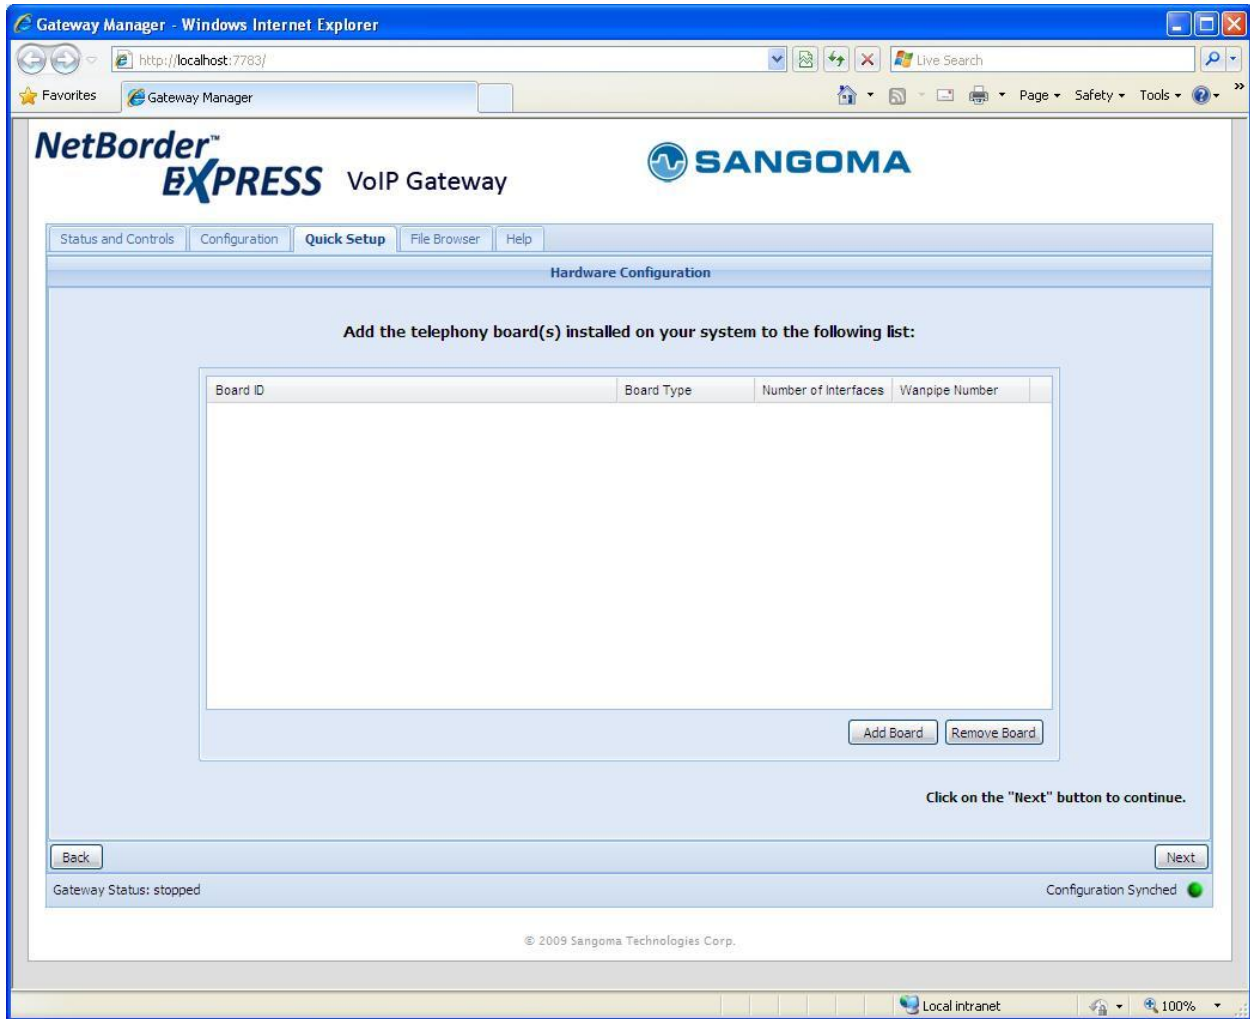 Gateway Manager - Windows Internet Explorer
http://localhost:7783/
Live Search
Favorites
Gateway Manager
Page
Safety
Tools
»
NetBorder™
EXPRESS VoIP Gateway
SANGOMA
Status and Controls
Configuration
Quick Setup
File Browser
Help
Hardware Configuration
Add the telephony board(s) installed on your system to the following list:
Board ID
Board Type
Number of Interfaces
Wanpipe Number
Add Board
Remove Board
Click on the "Next" button to continue.
Back
Next
Gateway Status: stopped
Configuration Synched
© 2009 Sangoma Technologies Corp.
Local intranet
100%